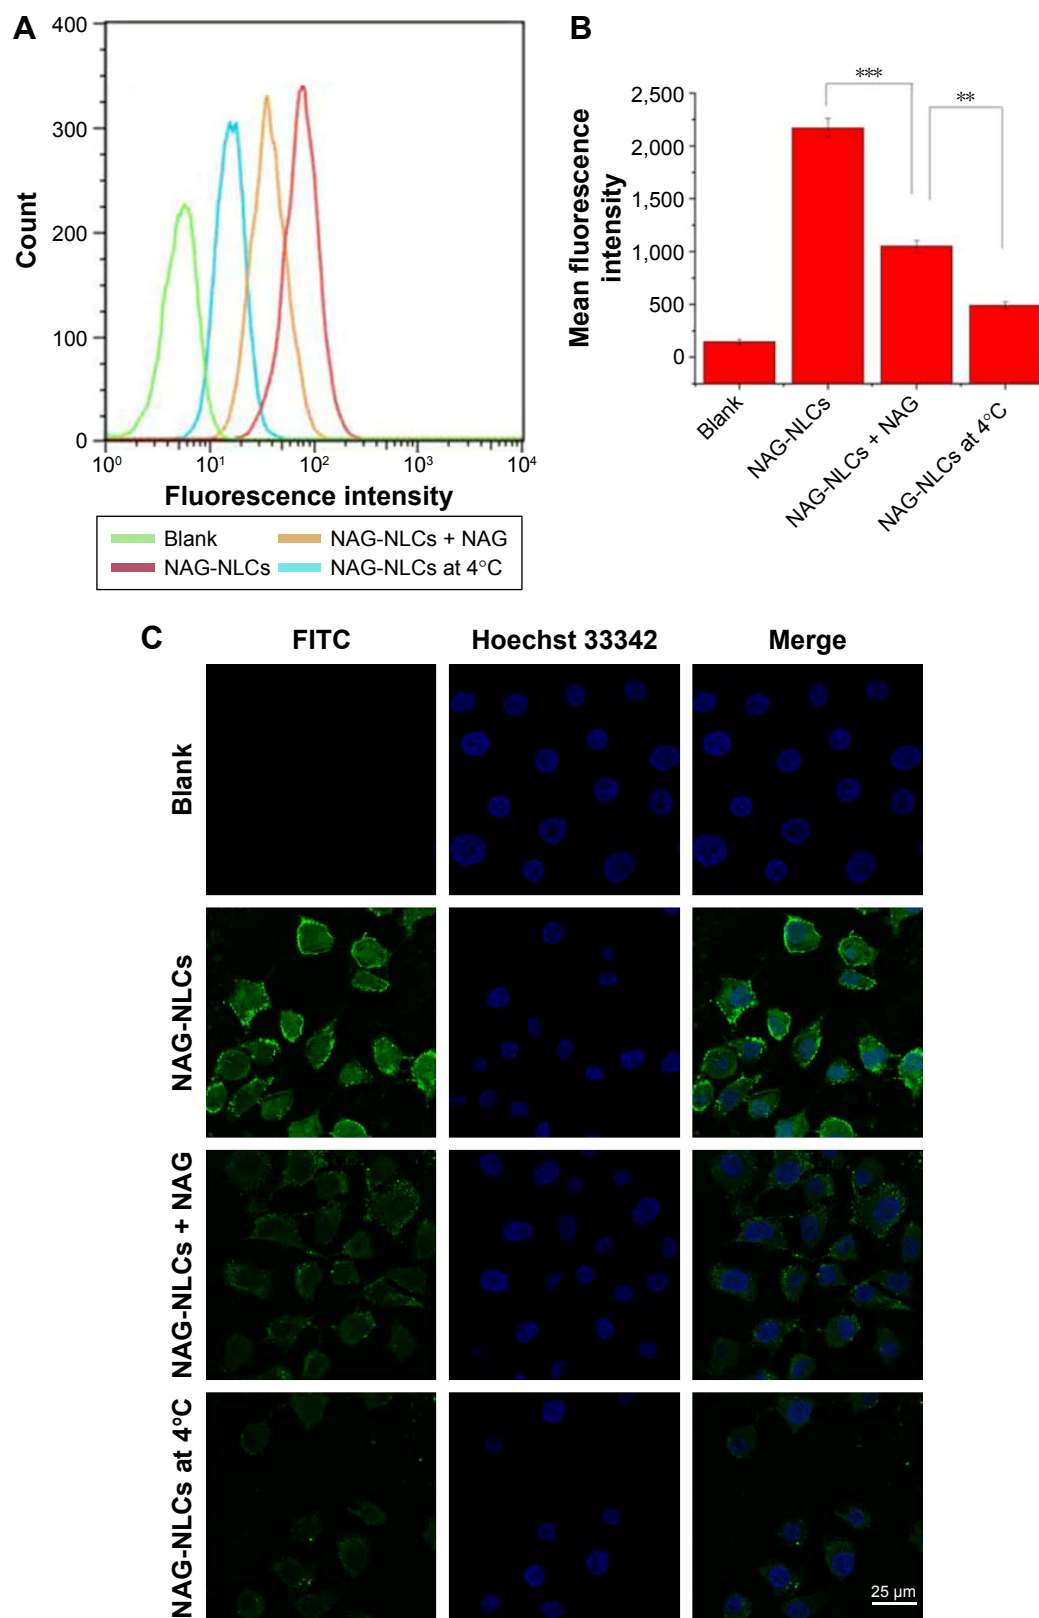 A
400
300
200
100
0
Count
10⁰ 10¹ 10² 10³ 10⁴
Fluorescence intensity
Blank
NAG-NLCs + NAG
NAG-NLCs
NAG-NLCs at 4°C
B
***
**
2,500
2,000
1,500
1,000
500
0
Mean fluorescence
intensity
Blank
NAG-NLCs
NAG-NLCs + NAG
NAG-NLCs at 4°C
C
FITC
Hoechst 33342
Merge
Blank
NAG-NLCs
NAG-NLCs + NAG
NAG-NLCs at 4°C
25 µm